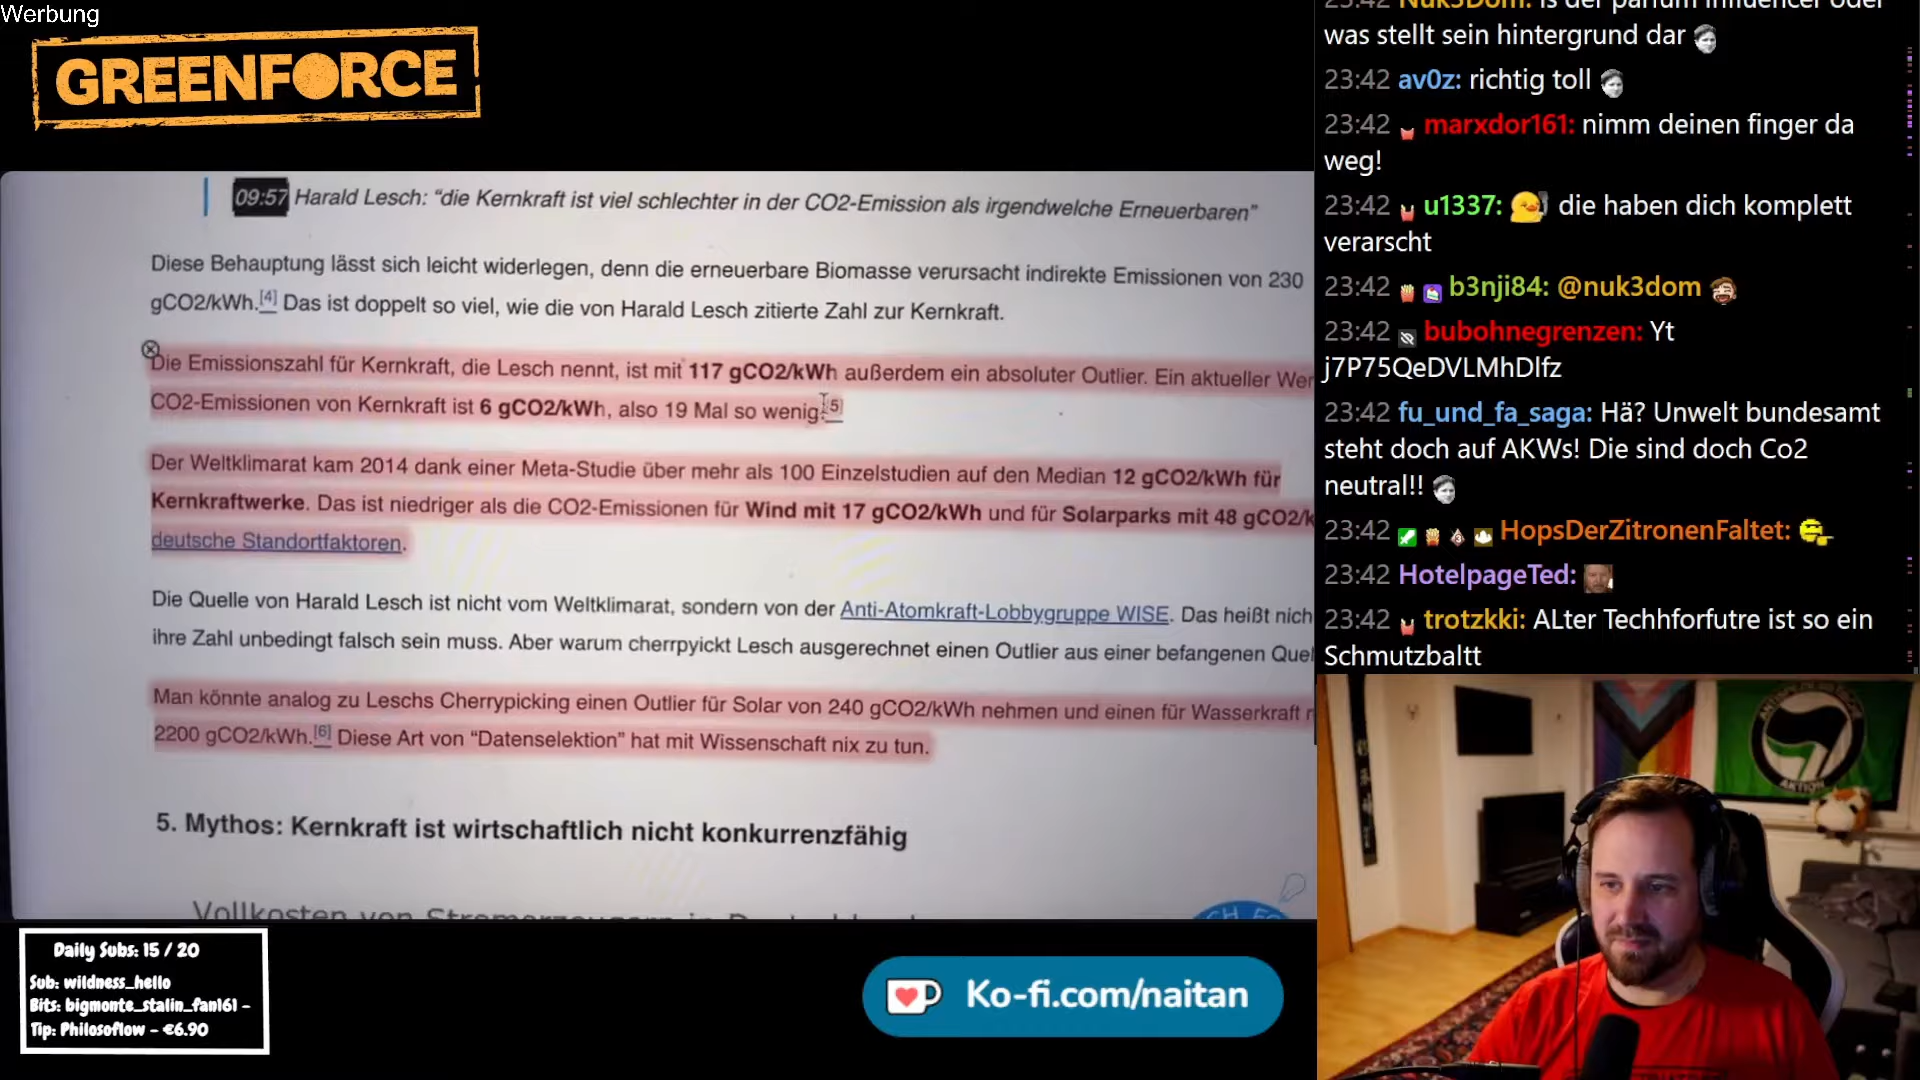 Werbung
GREENFORCE
09:57 Harald Lesch: “die Kernkraft ist viel schlechter in der CO2-Emission als irgendwelche Erneuerbaren”
Diese Behauptung lässt sich leicht widerlegen, denn die erneuerbare Biomasse verursacht indirekte Emissionen von 230
gCO2/kWh.[4] Das ist doppelt so viel, wie die von Harald Lesch zitierte Zahl zur Kernkraft.
Die Emissionszahl für Kernkraft, die Lesch nennt, ist mit 117 gCO2/kWh außerdem ein absoluter Outlier. Ein aktueller Wer
CO2-Emissionen von Kernkraft ist 6 gCO2/kWh, also 19 Mal so wenig.[5]
Der Weltklimarat kam 2014 dank einer Meta-Studie über mehr als 100 Einzelstudien auf den Median 12 gCO2/kWh für
Kernkraftwerke. Das ist niedriger als die CO2-Emissionen für Wind mit 17 gCO2/kWh und für Solarparks mit 48 gCO2/k
deutsche Standortfaktoren.
Die Quelle von Harald Lesch ist nicht vom Weltklimarat, sondern von der Anti-Atomkraft-Lobbygruppe WISE. Das heißt nich
ihre Zahl unbedingt falsch sein muss. Aber warum cherrpyickt Lesch ausgerechnet einen Outlier aus einer befangenen Quel
Man könnte analog zu Leschs Cherrypicking einen Outlier für Solar von 240 gCO2/kWh nehmen und einen für Wasserkraft
2200 gCO2/kWh.[6] Diese Art von “Datenselektion” hat mit Wissenschaft nix zu tun.
5. Mythos: Kernkraft ist wirtschaftlich nicht konkurrenzfähig
Vollkosten von Stromerzeugern in
Daily Subs: 15 / 20
Sub: wildness_hello
Bits: bigmonte_stalin_fan161 -
Tip: Philosoflow - €6.90
Ko-fi.com/naitan
23:42 Nuk3Dom: is der parfum influencer oder
was stellt sein hintergrund dar
23:42 av0z: richtig toll
23:42 marxdor161: nimm deinen finger da
weg!
23:42 u1337: die haben dich komplett
verarscht
23:42 b3nji84: @nuk3dom
23:42 bubohnegrenzen: Yt
j7P75QeDVLMhDlfz
23:42 fu_und_fa_saga: Hä? Unwelt bundesamt
steht doch auf AKWs! Die sind doch Co2
neutral!!
23:42 HopsDerZitronenFaltet:
23:42 HotelpageTed:
23:42 trotzkki: ALter Techhforfutre ist so ein
Schmutzbaltt
AKTION